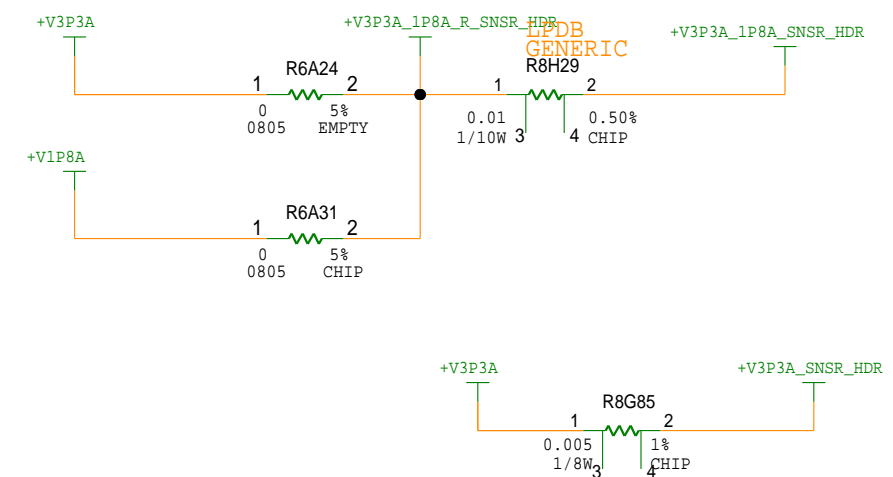 +V3P3A
+V3P3A_1P8A_R_SNSR_HDR
LPDB
GENERIC
+V3P3A_1P8A_SNSR_HDR
R6A24
R8H29
1 2
1 2
0 5%
0805 EMPTY
0.01 0.50%
1/10W 3 4 CHIP
+V1P8A
R6A31
1 2
0 5%
0805 CHIP
+V3P3A
+V3P3A_SNSR_HDR
R8G85
1 2
0.005 1%
1/8W 3 4 CHIP